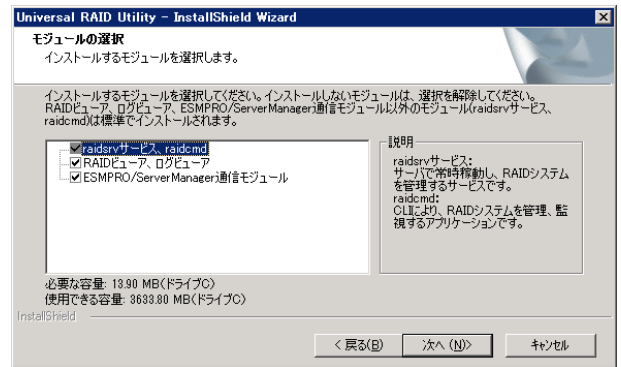 Universal RAID Utility - InstallShield Wizard
モジュールの選択
インストールするモジュールを選択します。
インストールするモジュールを選択してください。インストールしないモジュールは、選択を解除してください。
RAIDビューア、ログビューア、ESMPRO/ServerManager通信モジュール以外のモジュール(raidsrvサービス、
raidcmd)は標準でインストールされます。
raidsrvサービス、raidcmd
RAIDビューア、ログビューア
ESMPRO/ServerManager通信モジュール
説明
raidsrvサービス:
サーバで常時稼動し、RAIDシステム
を管理するサービスです。
raidcmd:
CLIにより、RAIDシステムを管理、監
視するアプリケーションです。
必要な容量: 13.90 MB(ドライブC)
使用できる容量: 3633.80 MB(ドライブC)
InstallShield
< 戻る(B)
次へ (N)>
キャンセル